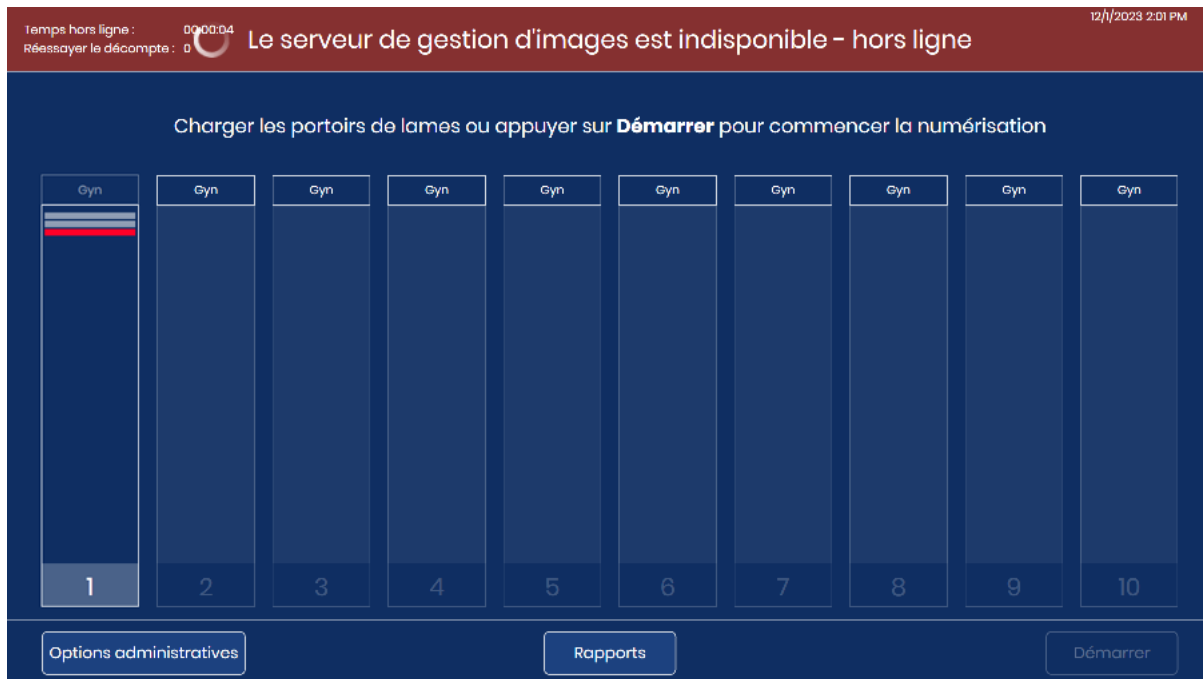 12/1/2023 2:01 PM
Temps hors ligne : 00:00:04
Réessayer le décompte : 0
Le serveur de gestion d'images est indisponible - hors ligne
Charger les portoirs de lames ou appuyer sur Démarrer pour commencer la numérisation
Gyn Gyn Gyn Gyn Gyn Gyn Gyn Gyn Gyn Gyn
1 2 3 4 5 6 7 8 9 10
Options administratives Rapports Démarrer